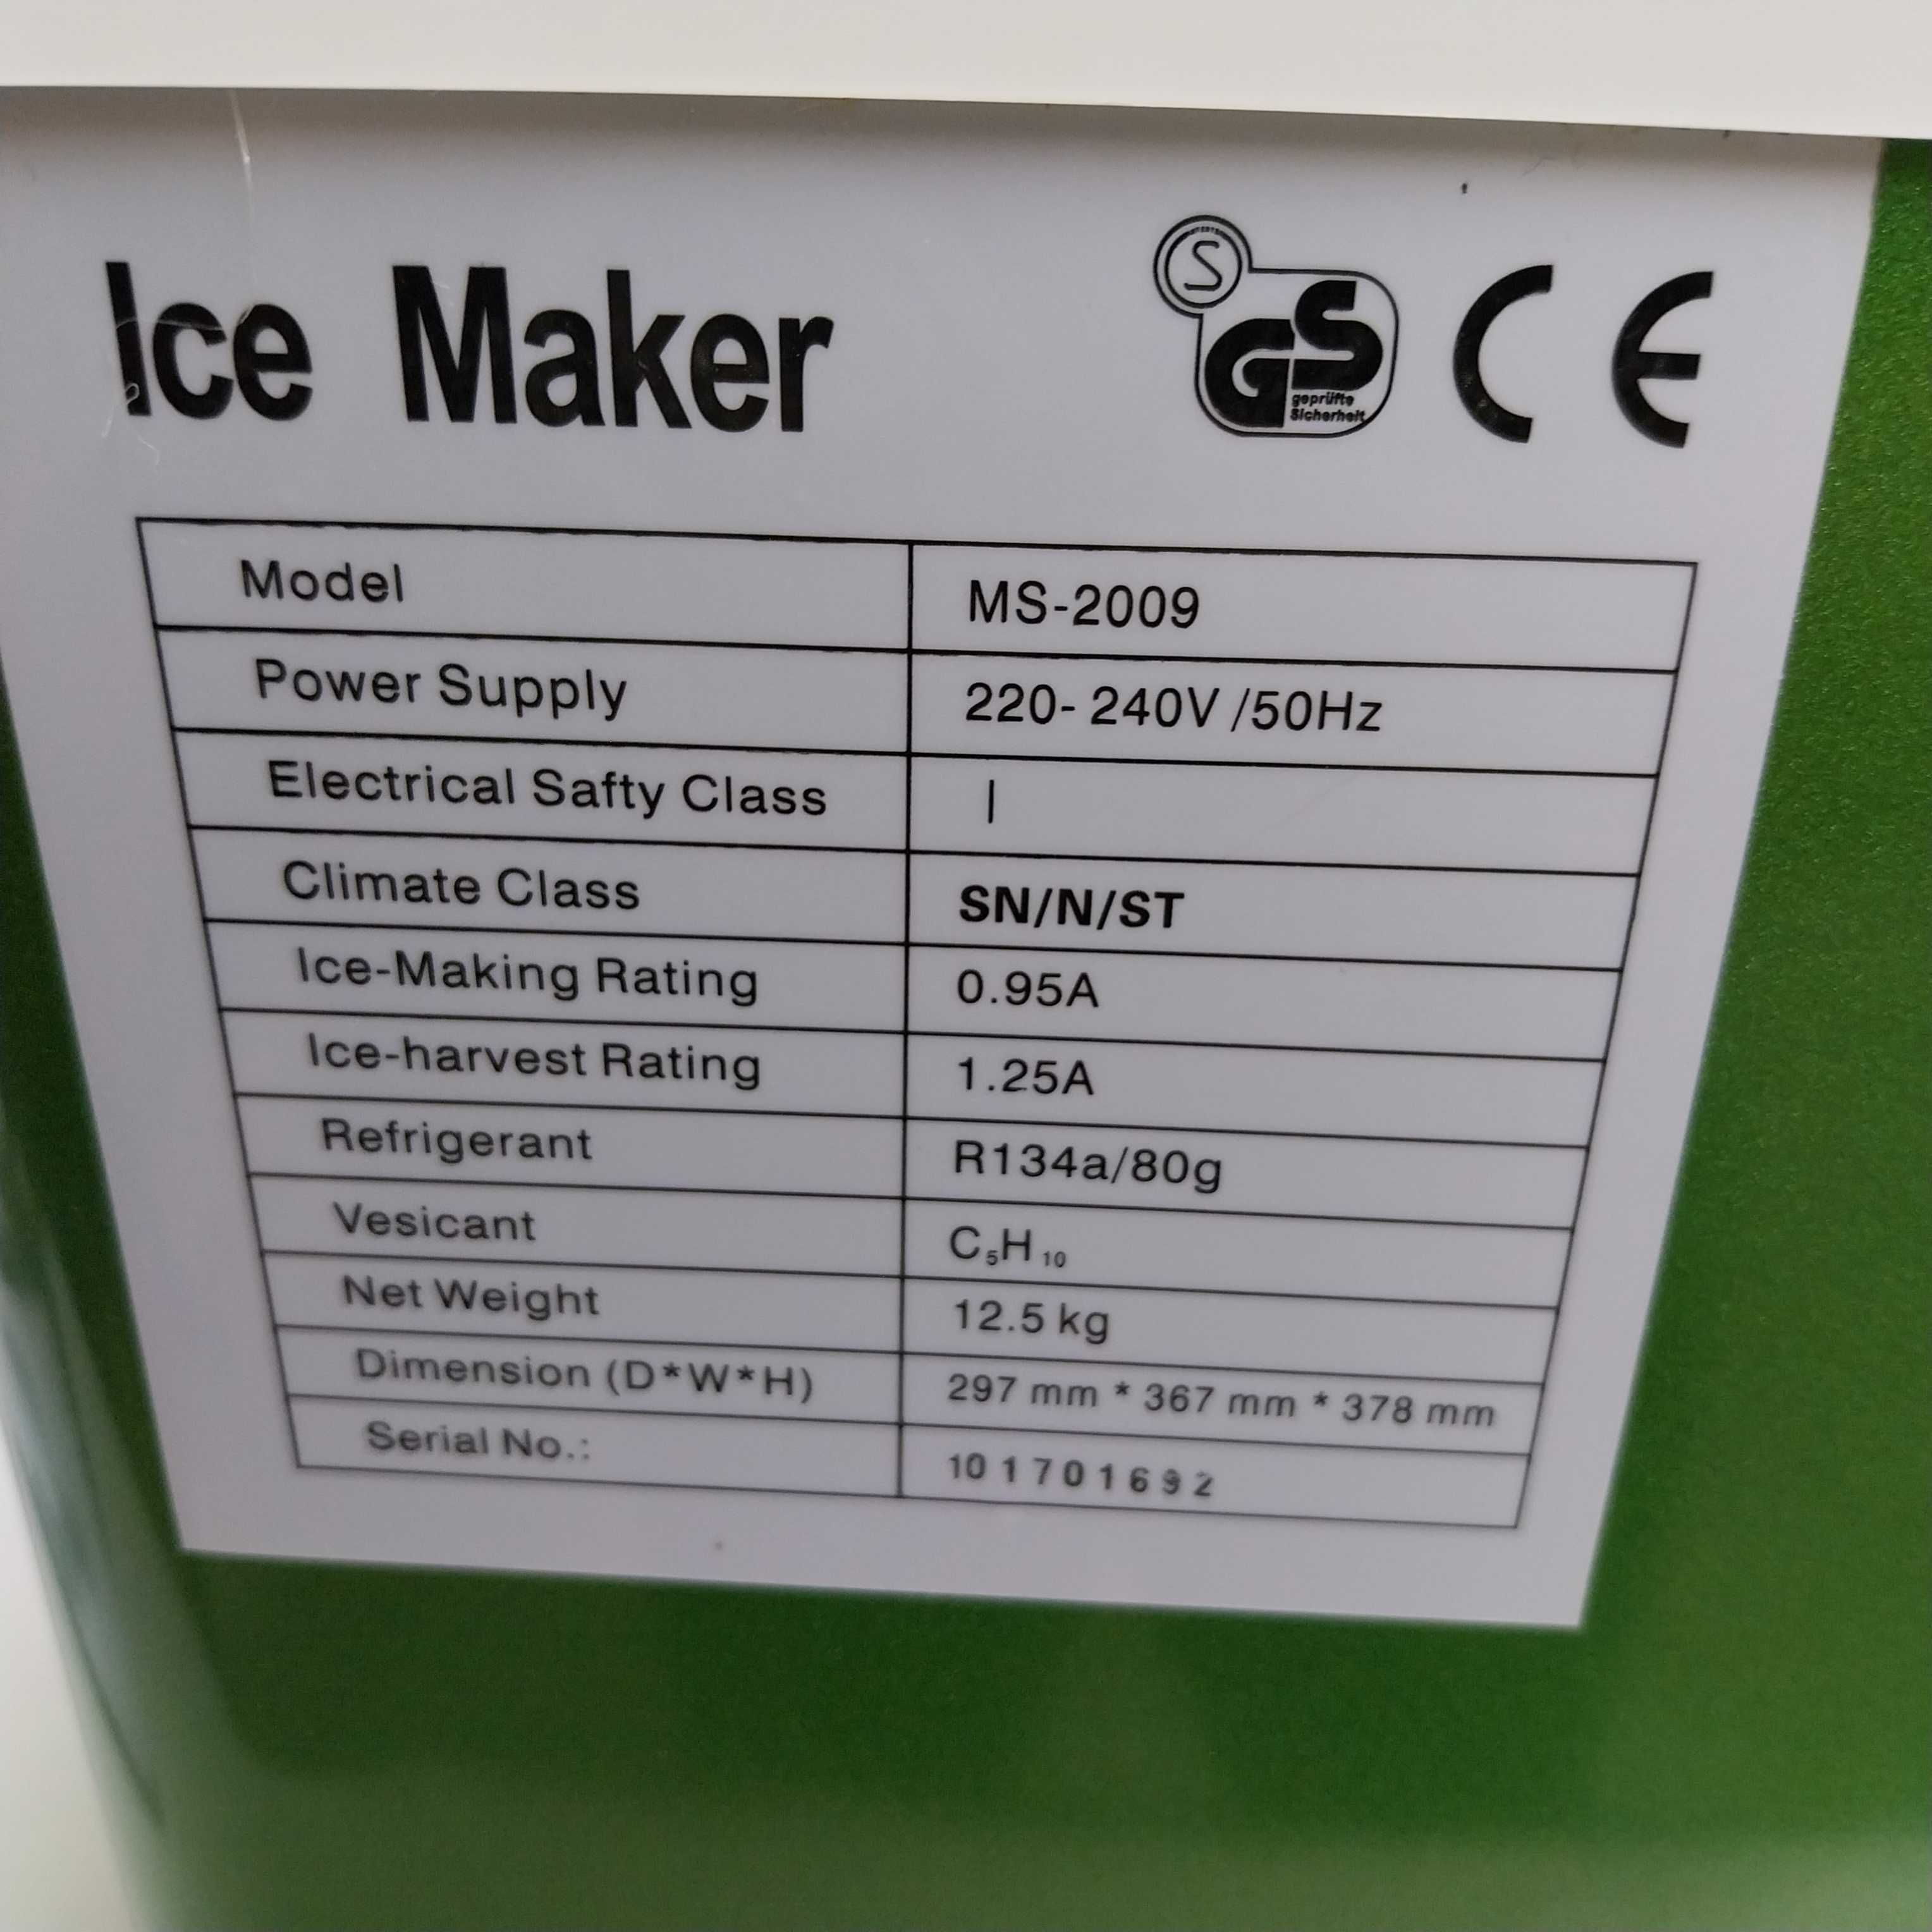 Ice Maker
S
GS
geprüfte
Sicherheit
CE
Model MS-2009
Power Supply 220-240V /50Hz
Electrical Safty Class I
Climate Class SN/N/ST
Ice-Making Rating 0.95A
Ice-harvest Rating 1.25A
Refrigerant R134a/80g
Vesicant C₅H₁₀
Net Weight 12.5 kg
Dimension (D*W*H) 297 mm * 367 mm * 378 mm
Serial No.: 101701692